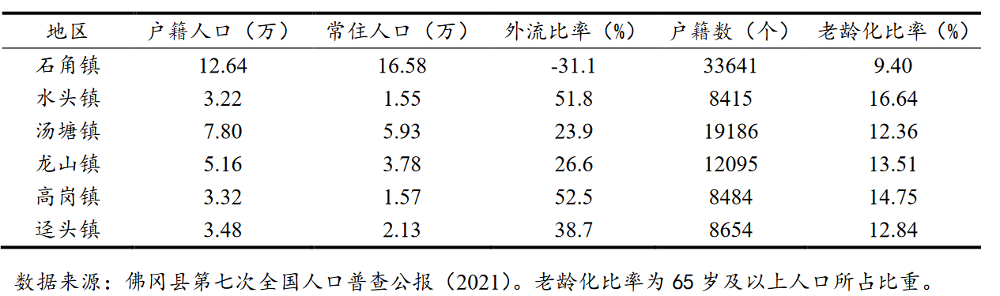 地区 户籍人口（万） 常住人口（万） 外流比率（%） 户籍数（个） 老龄化比率（%）
石角镇 12.64 16.58 -31.1 33641 9.40
水头镇 3.22 1.55 51.8 8415 16.64
汤塘镇 7.80 5.93 23.9 19186 12.36
龙山镇 5.16 3.78 26.6 12095 13.51
高岗镇 3.32 1.57 52.5 8484 14.75
迳头镇 3.48 2.13 38.7 8654 12.84
数据来源：佛冈县第七次全国人口普查公报（2021）。老龄化比率为 65 岁及以上人口所占比重。